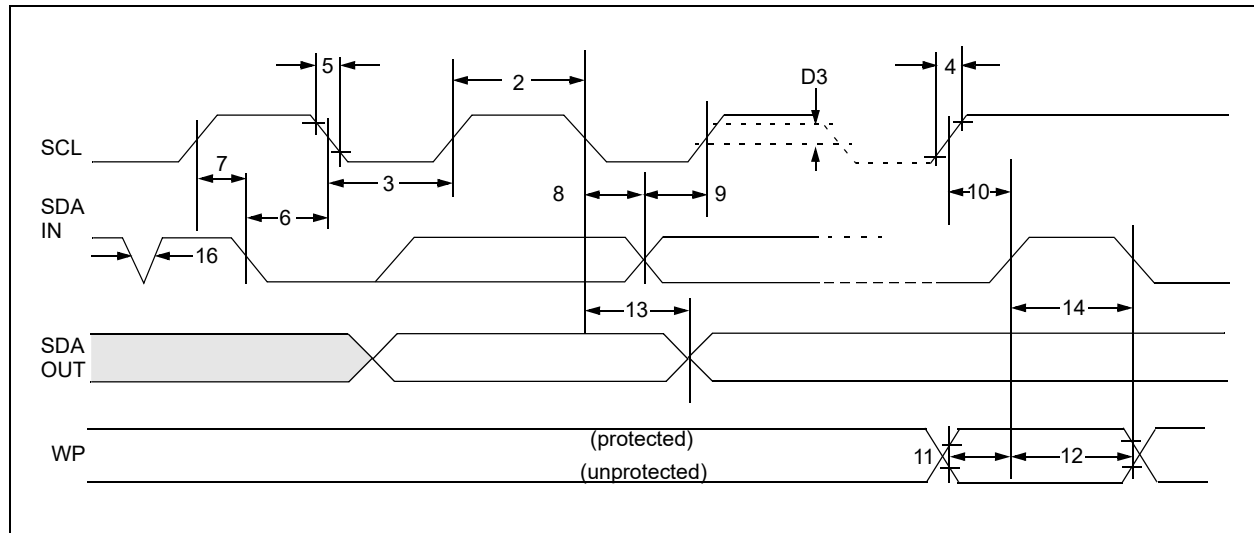 5
2
D3
4
SCL
7
3
8
9
10
SDA
IN
6
16
13
14
SDA
OUT
WP
(protected)
(unprotected)
11
12